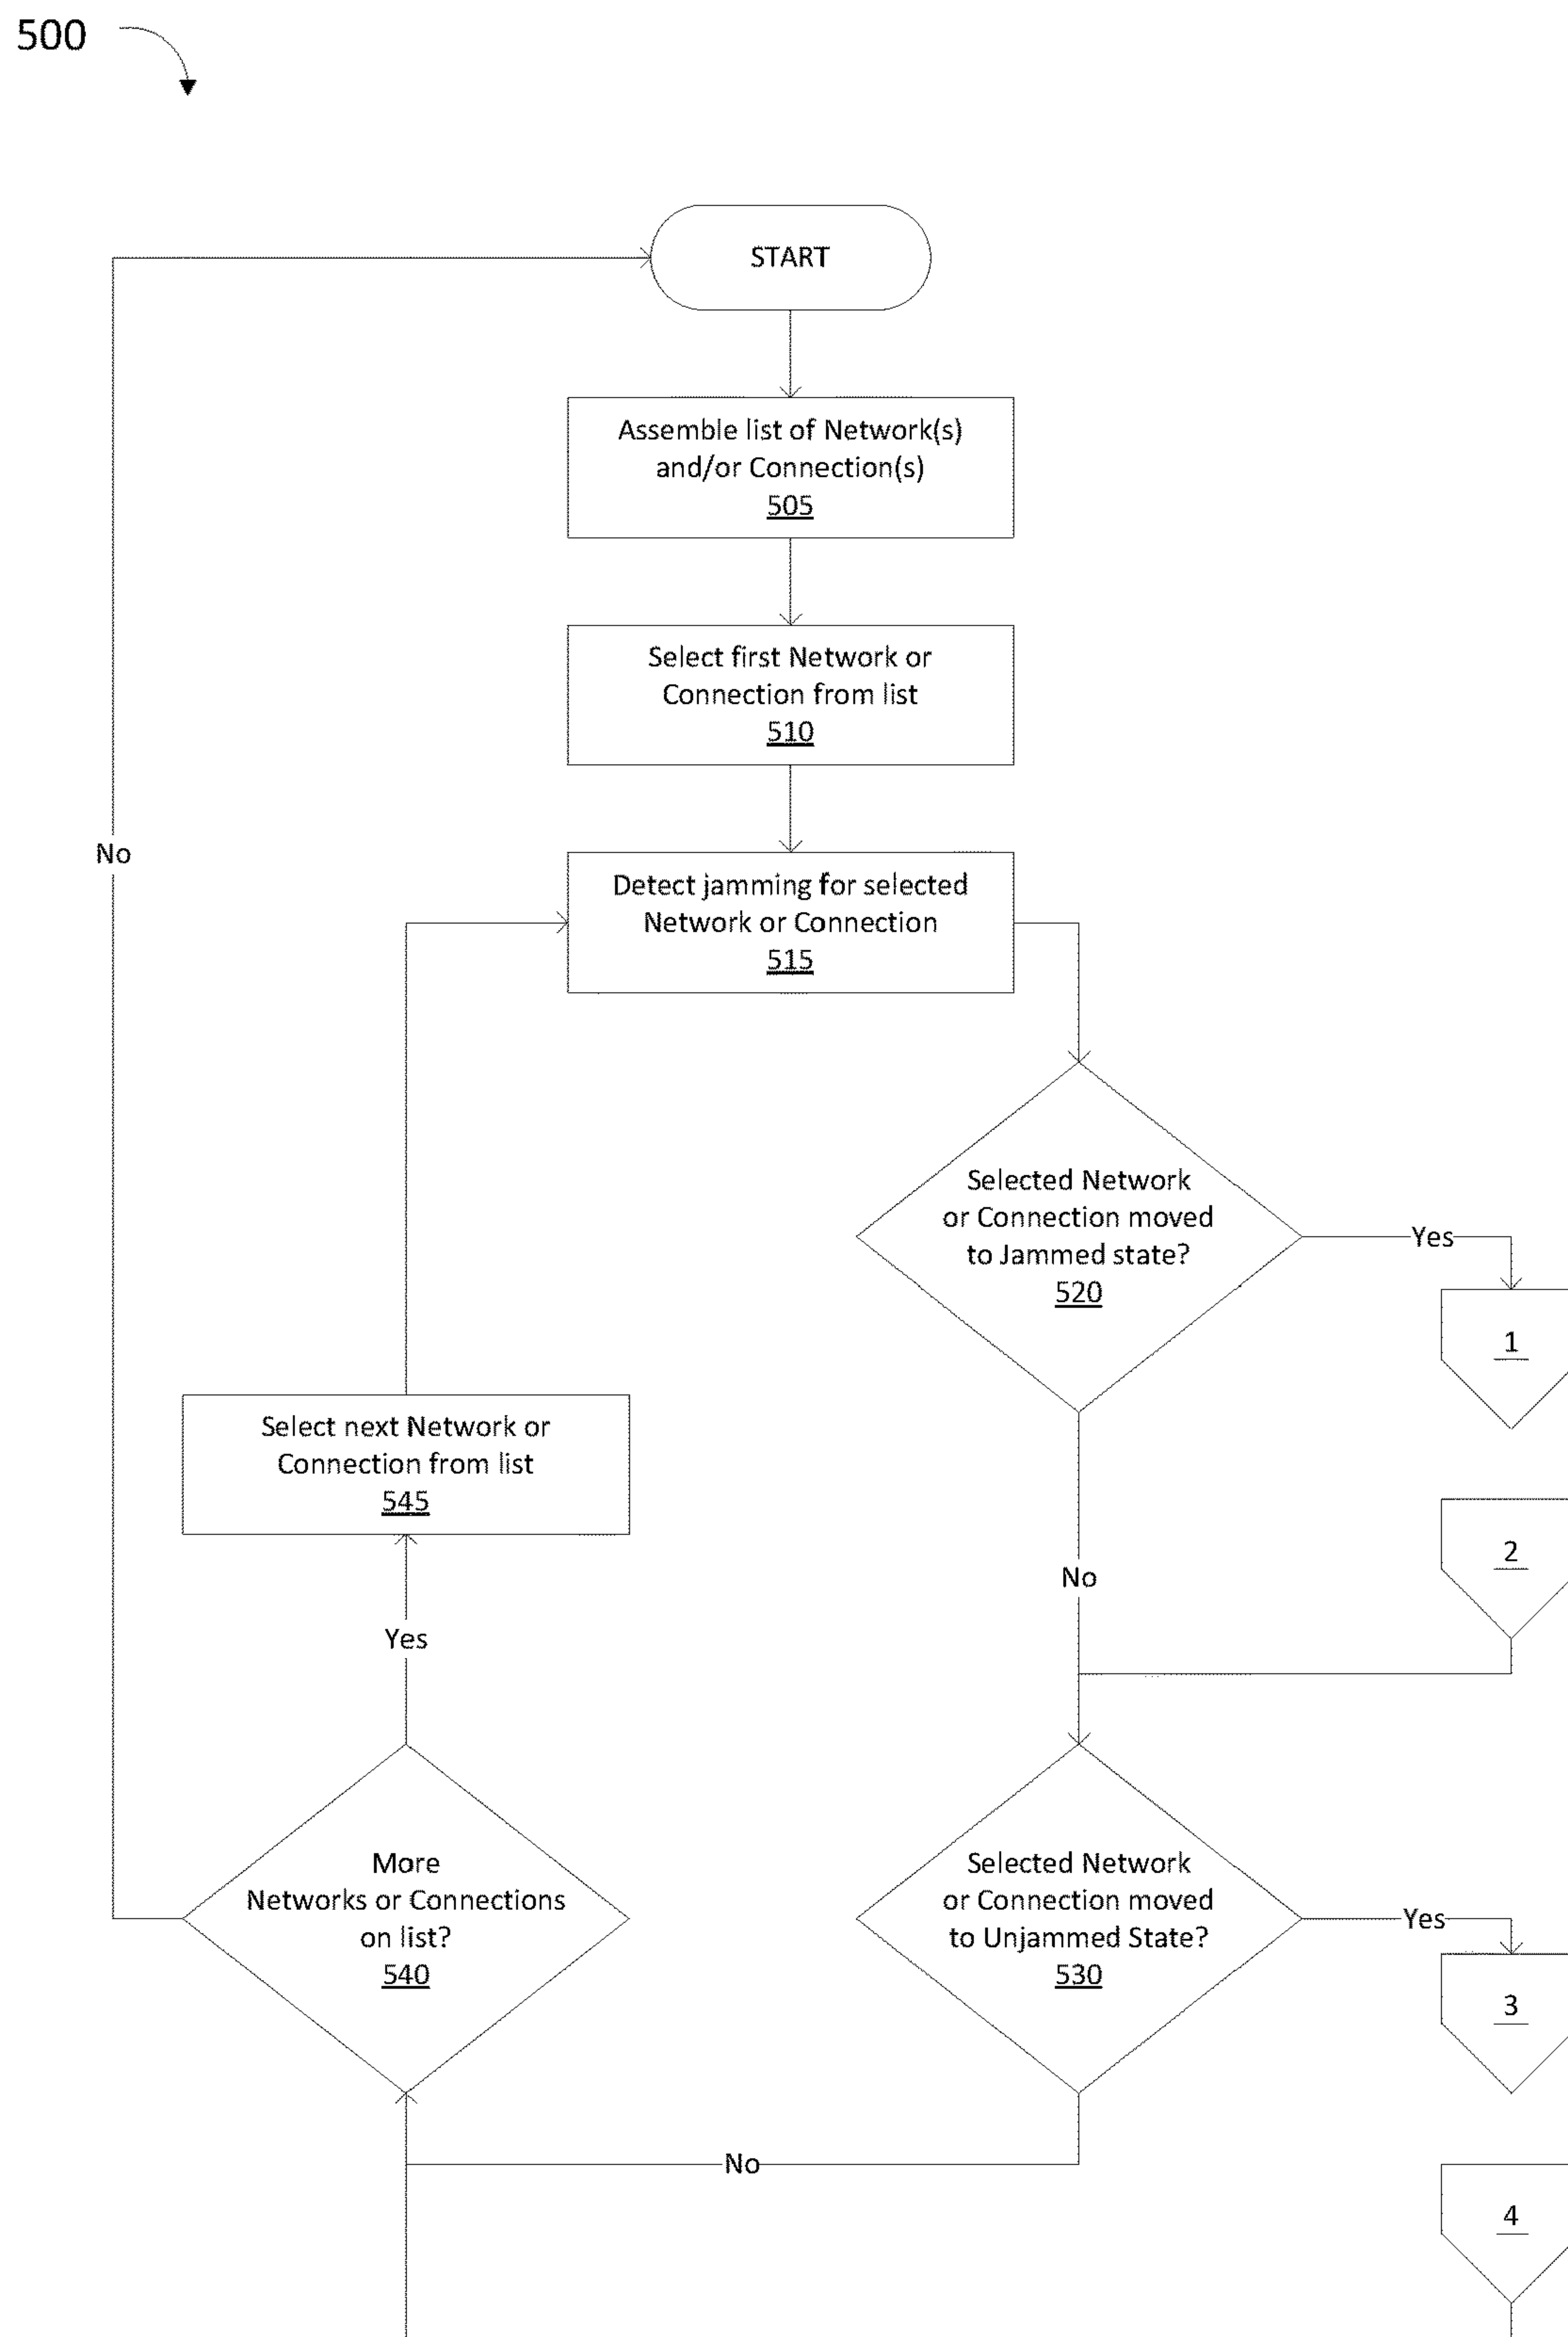 500
START
Assemble list of Network(s)
and/or Connection(s)
505
Select first Network or
Connection from list
510
No
Detect jamming for selected
Network or Connection
515
Selected Network
or Connection moved
to Jammed state?
520
Yes
1
Select next Network or
Connection from list
545
2
No
Yes
More
Networks or Connections
on list?
540
Selected Network
or Connection moved
to Unjammed State?
530
Yes
3
No
4